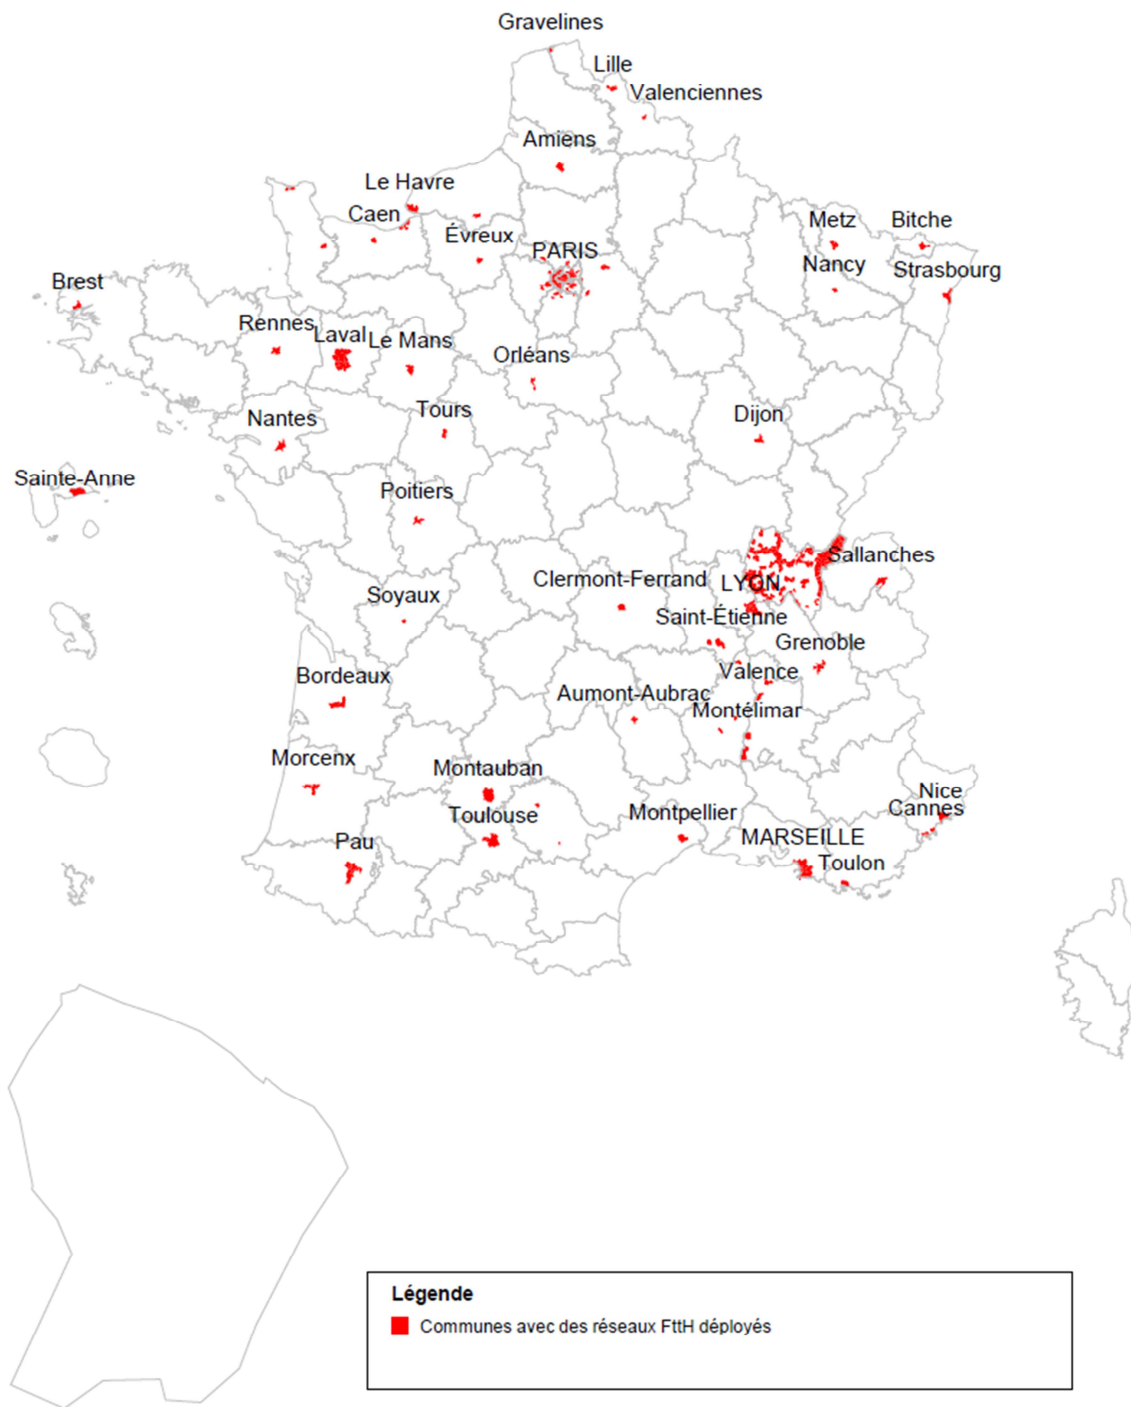 Gravelines
Lille
Valenciennes
Amiens
Le Havre
Caen
Évreux
PARIS
Metz
Bitche
Nancy
Strasbourg
Brest
Rennes
Laval
Le Mans
Orléans
Nantes
Tours
Dijon
Sainte-Anne
Poitiers
Sallanches
Clermont-Ferrand
LYON
Soyaux
Saint-Étienne
Grenoble
Bordeaux
Valence
Aumont-Aubrac
Montélimar
Morcenx
Montauban
Nice
Cannes
Toulouse
Montpellier
Pau
MARSEILLE
Toulon
Légende
Communes avec des réseaux FttH déployés